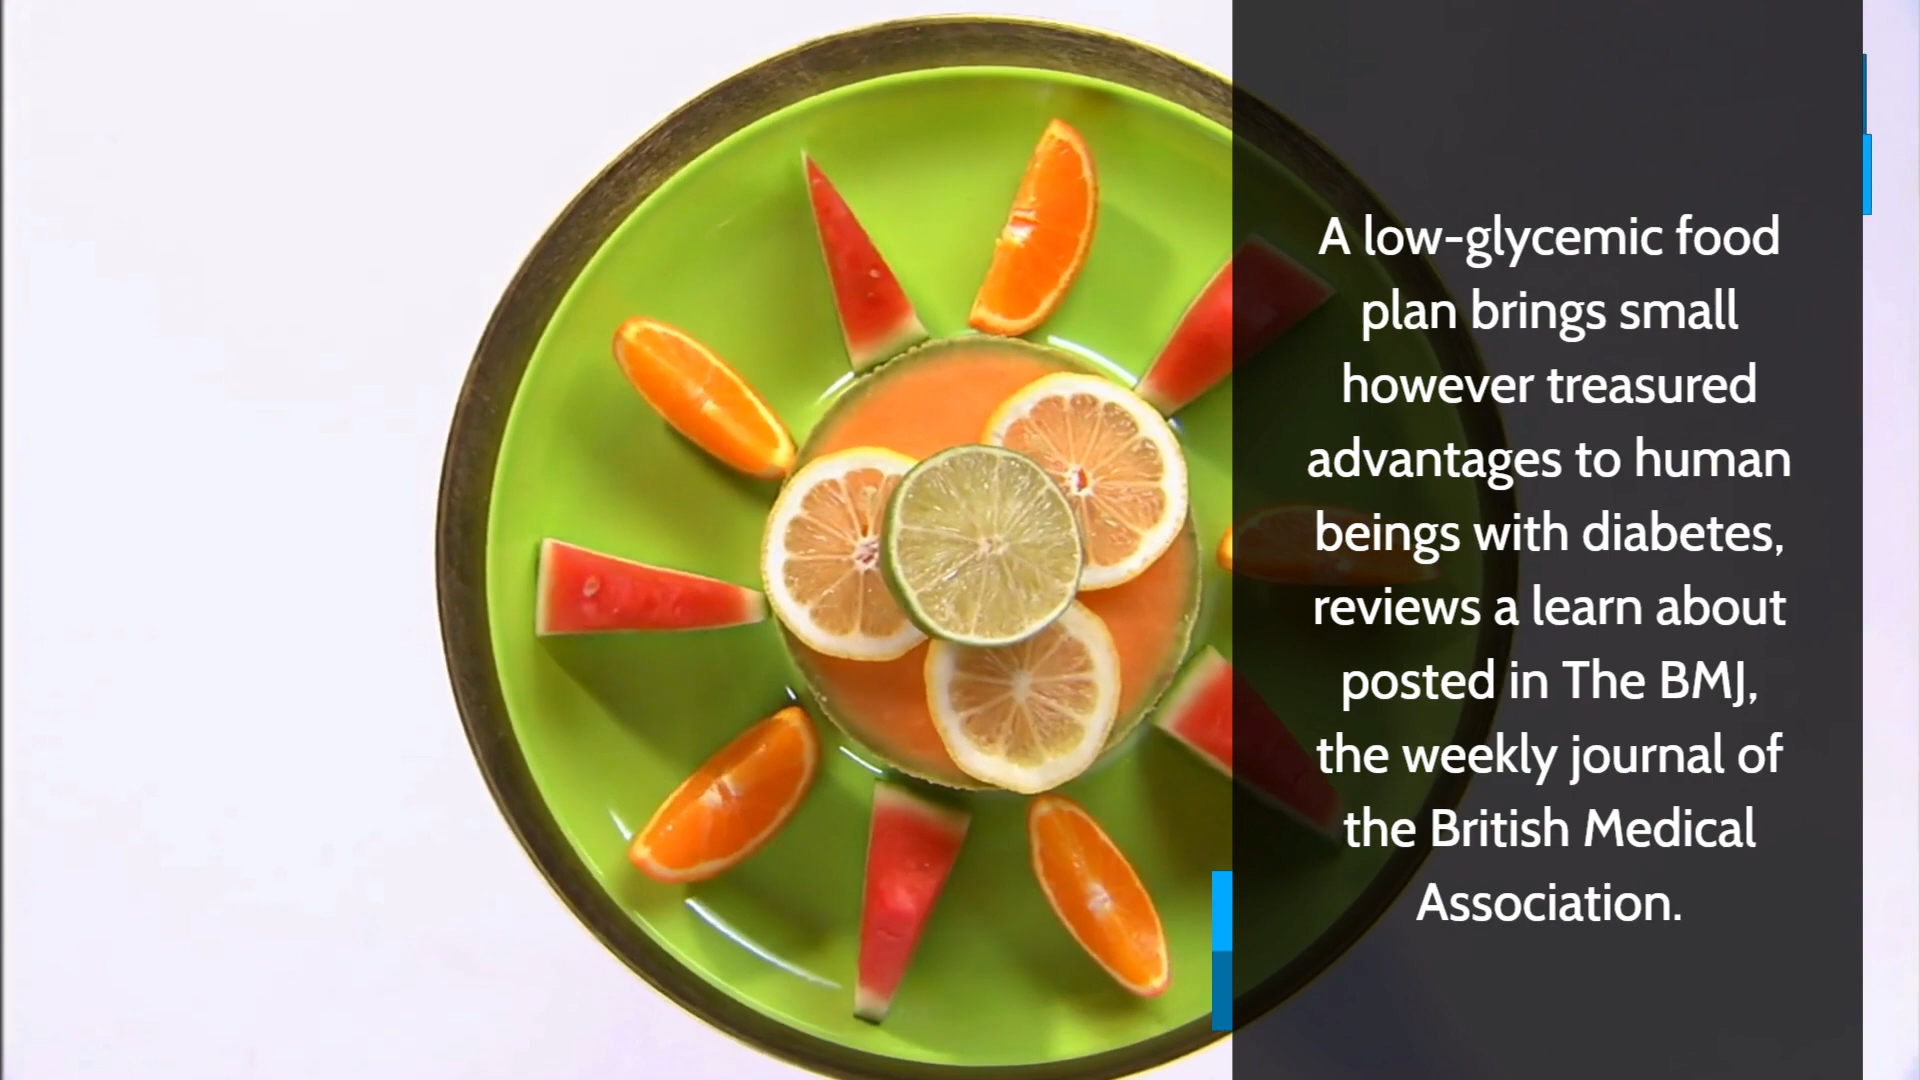 A low-glycemic food
plan brings small
however treasured
advantages to human
beings with diabetes,
reviews a learn about
posted in The BMJ,
the weekly journal of
the British Medical
Association.